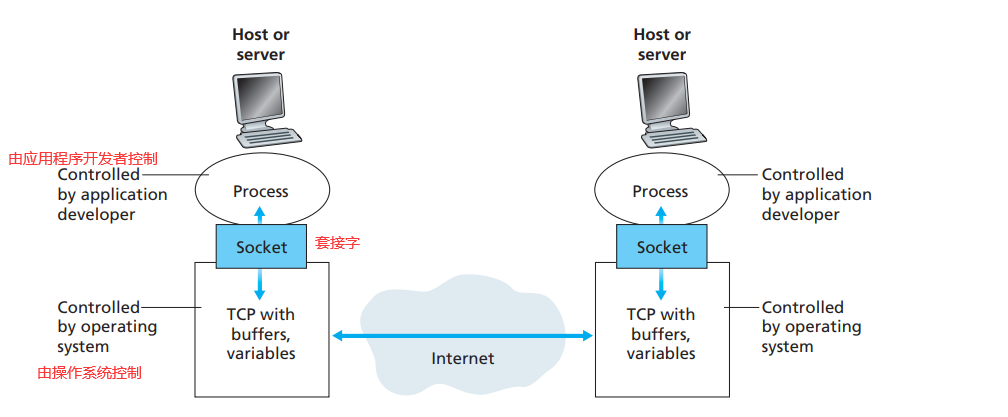 Host or
server
Host or
server
由应用程序开发者控制
Controlled
by application
developer
Process
Process
Controlled
by application
developer
Socket
套接字
Socket
Controlled
by operating
system
TCP with
buffers,
variables
Internet
TCP with
buffers,
variables
Controlled
by operating
system
由操作系统控制